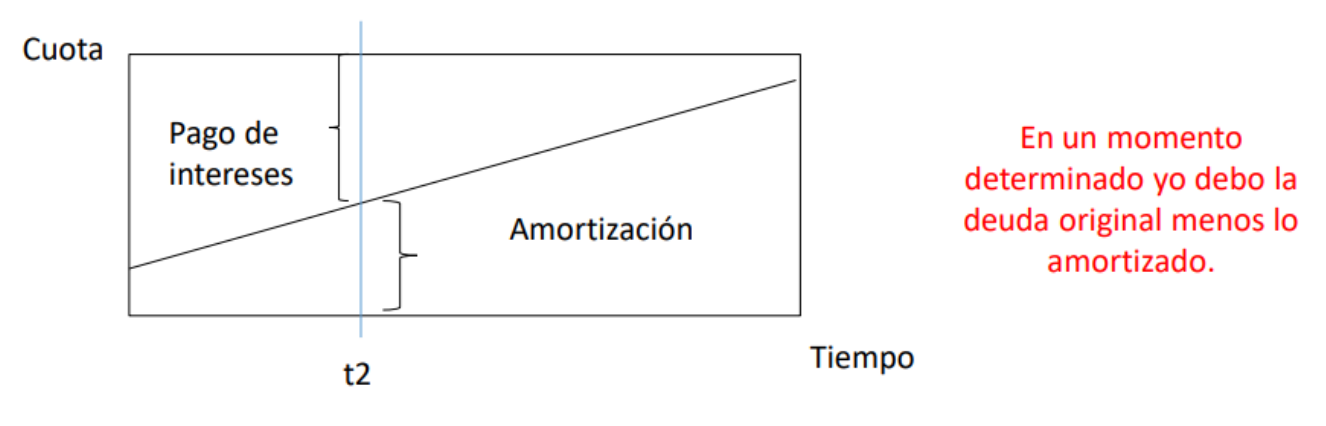 Cuota
Pago de
intereses
Amortización
t2
Tiempo
En un momento
determinado yo debo la
deuda original menos lo
amortizado.